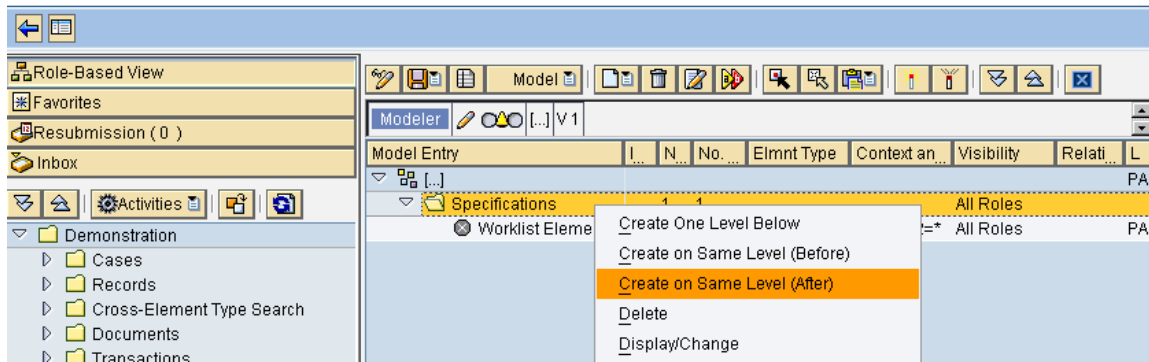 Role-Based View
Favorites
Resubmission ( 0 )
Inbox
Activities
Demonstration
Cases
Records
Cross-Element Type Search
Documents
Transactions
Model
Modeler [...] V 1
Model Entry I... N... No. ... Elmnt Type Context an... Visibility Relati... L
[...] PA
Specifications 1 1 All Roles
Worklist Eleme !=* All Roles PA
Create One Level Below
Create on Same Level (Before)
Create on Same Level (After)
Delete
Display/Change